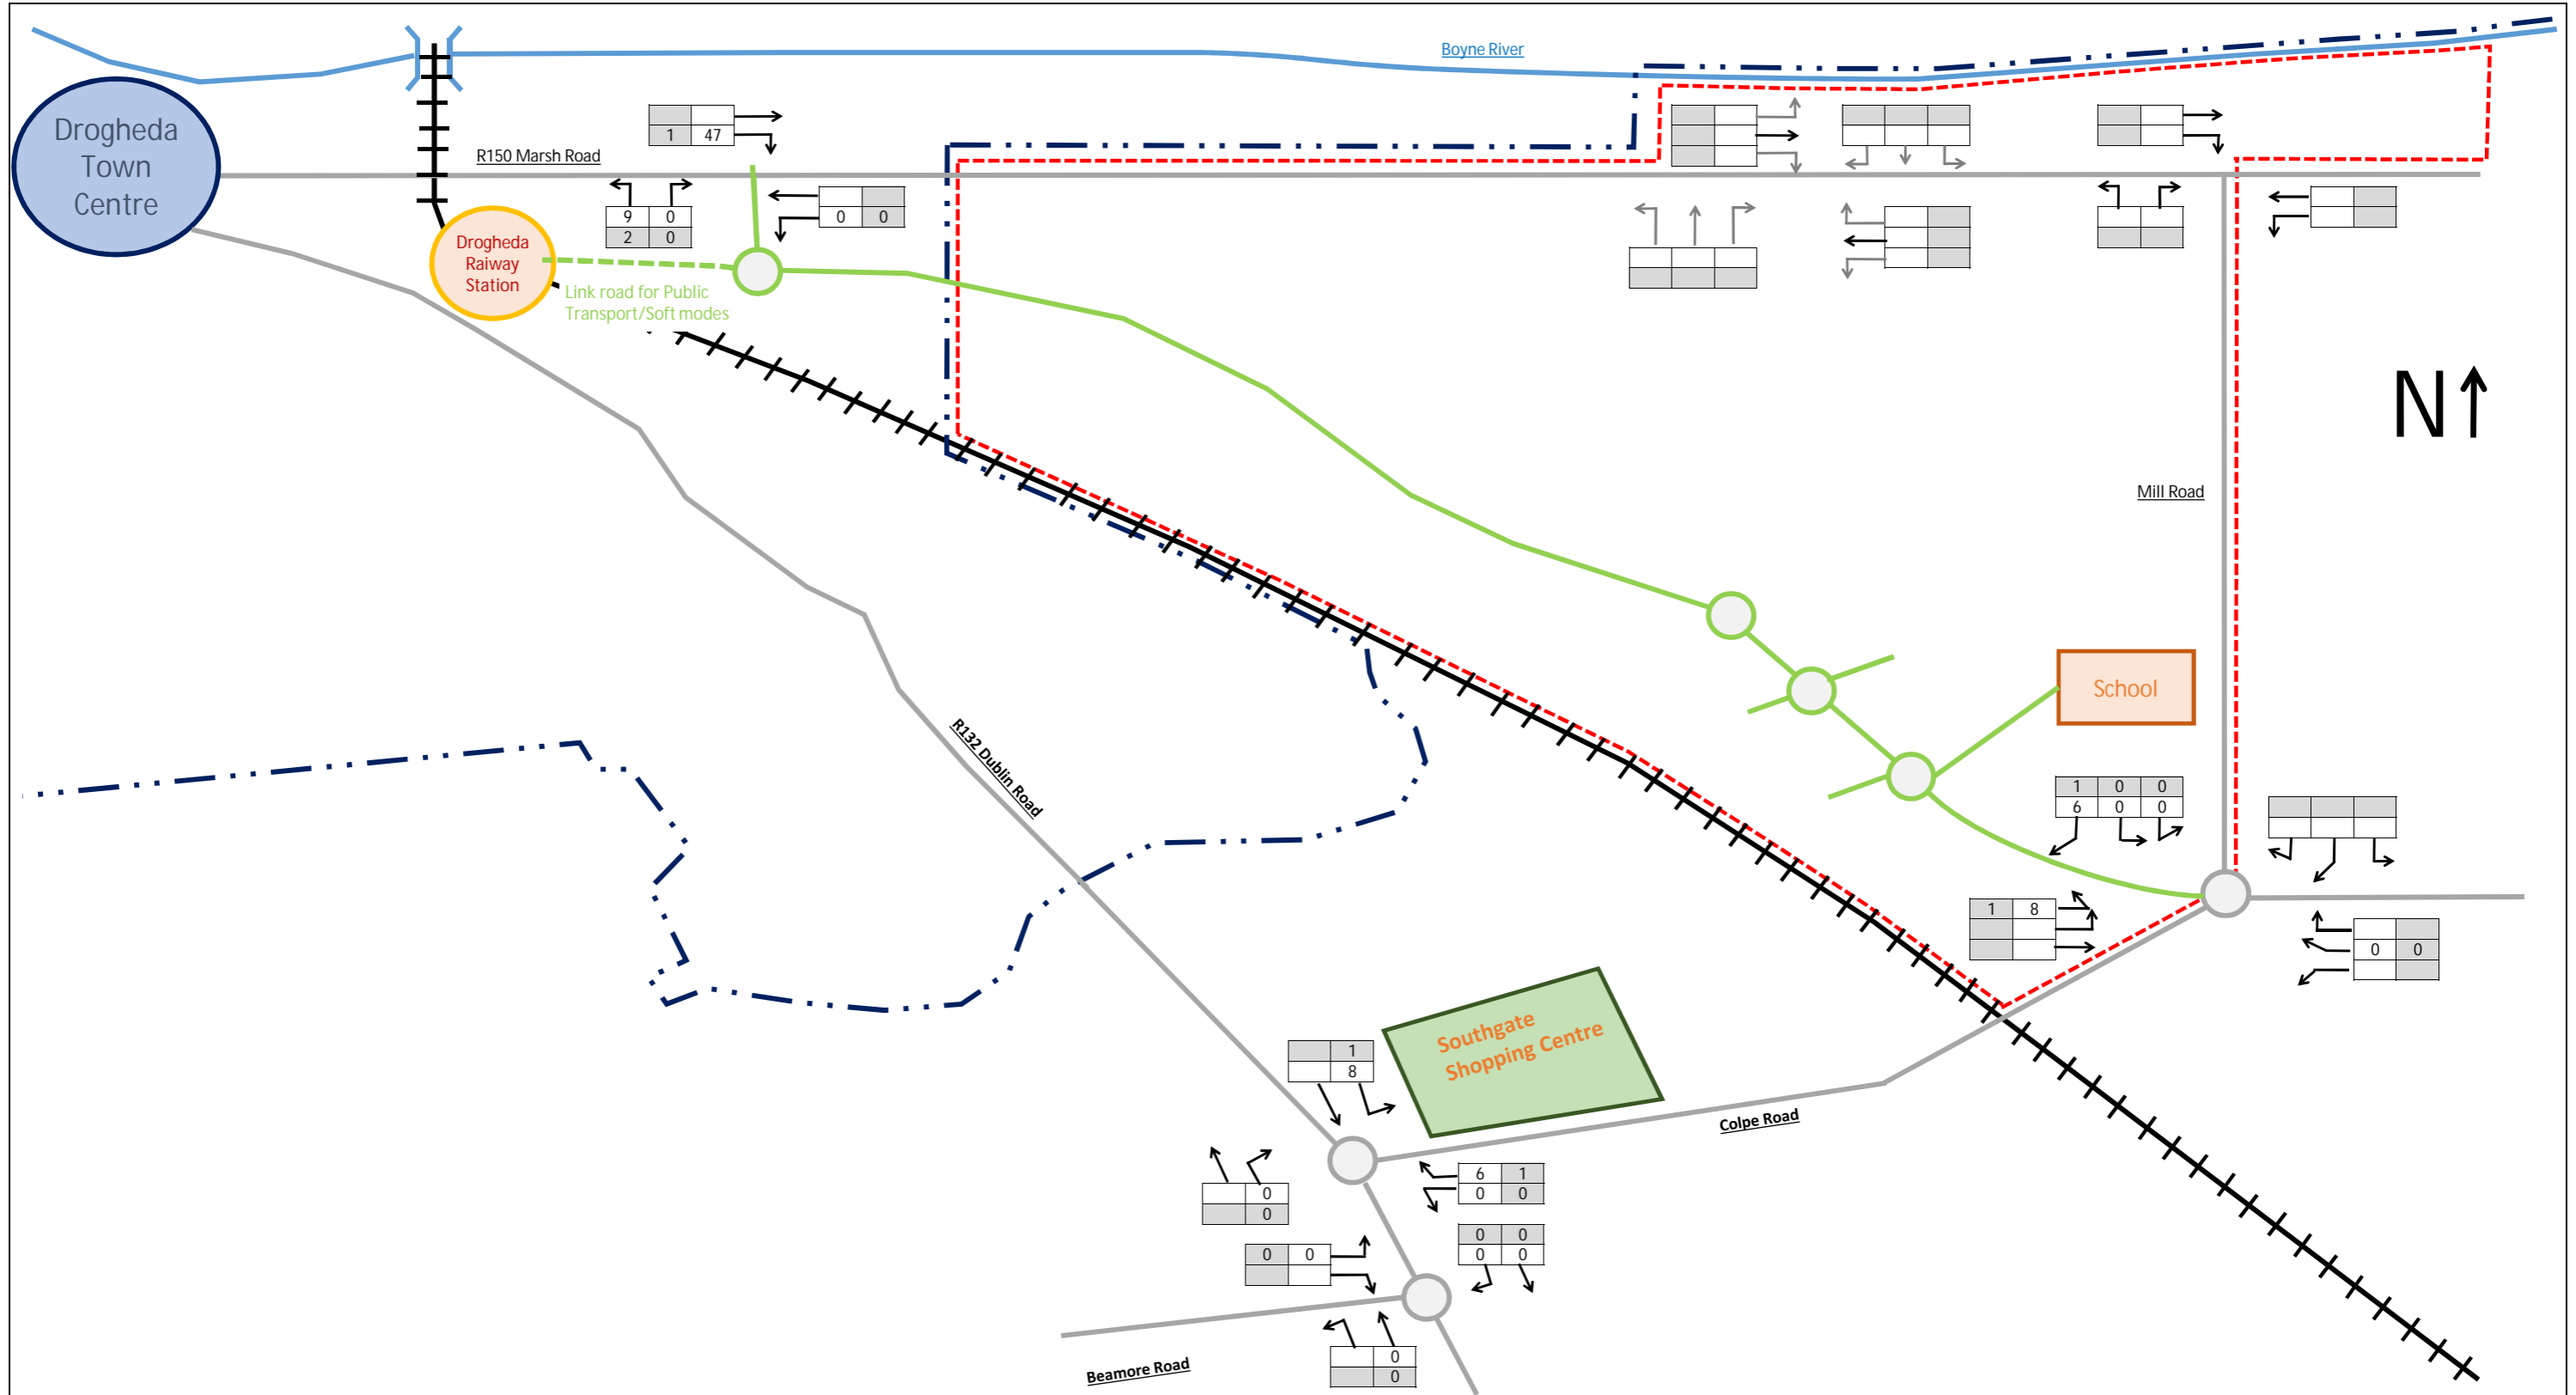 Boyne River
Drogheda
Town
Centre
1 47
R150 Marsh Road
9 0
2 0
0 0
Drogheda
Raiway
Station
Link road for Public
Transport/Soft modes
N
Mill Road
School
R132 Dublin Road
1 0 0
6 0 0
1 8
0 0
Southgate
Shopping Centre
1
8
Colpe Road
6 1
0 0
0
0
0 0
0 0
0 0
Beamore Road
0
0